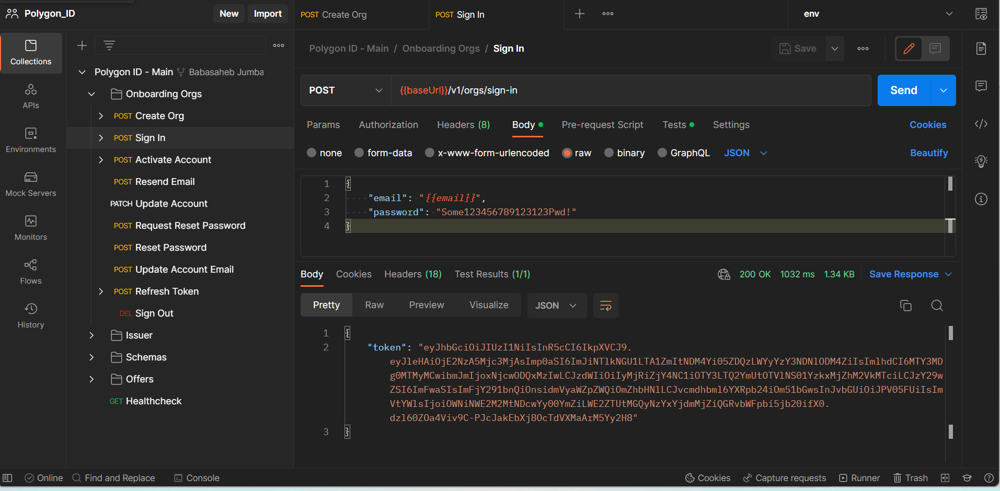 Polygon_ID
New
Import
POST Create Org
POST Sign In
env
Collections
APIs
Environments
Mock Servers
Monitors
Flows
History
Polygon ID - Main Babasaheb Jumba
Onboarding Orgs
POST Create Org
POST Sign In
POST Activate Account
POST Resend Email
PATCH Update Account
POST Request Reset Password
POST Reset Password
POST Update Account Email
POST Refresh Token
DEL Sign Out
Issuer
Schemas
Offers
GET Healthcheck
Polygon ID - Main / Onboarding Orgs / Sign In
Save
POST
{{baseUrl}}/v1/orgs/sign-in
Send
Params Authorization Headers (8) Body Pre-request Script Tests Settings Cookies
none form-data x-www-form-urlencoded raw binary GraphQL JSON Beautify
1 {
2 "email": "{{email}}",
3 "password": "Some123456789123123Pwd!"
4 }
Body Cookies Headers (18) Test Results (1/1) 200 OK 1032 ms 1.34 KB Save Response
Pretty Raw Preview Visualize JSON
1 {
2 "token": "eyJhbGciOiJIUzI1NiIsInR5cCI6IkpXVCJ9.
eyJleHAiOjE2NzA5Mjc3MjAsImp0aSI6ImJiNTlkNGU1LTA1ZmItNDM4Yi05ZDQzLWYyYzY3NDNlODM4ZiIsImlhdCI6MTY3MD
g0MTMyMCwibmJmIjoxNjcwODQxMzIwLCJzdWIiOiIyMjRiZjY4NC1iOTY3LTQ2YmUtOTVlNS01YzkxMjZhM2VkMTciLCJzY29w
ZSI6ImFwaSIsImFjY291bnQiOnsidmVyaWZpZWQiOmZhbHNlLCJvcmdhbml6YXRpb24iOm51bGwsInJvbGUiOiJPV05FUiIsIm
VtYWlsIjoiOWNiNWE2M2MtNDcwYy00YmZiLWE2ZTUtMGQyNzYxYjdmMjZiQGRvbWFpbi5jb20ifX0.
dzl60ZOa4Viv9C-PJcJakEbXj8OcTdVXMaArM5Yy2H8"
3 }
Online Find and Replace Console Cookies Capture requests Runner Trash